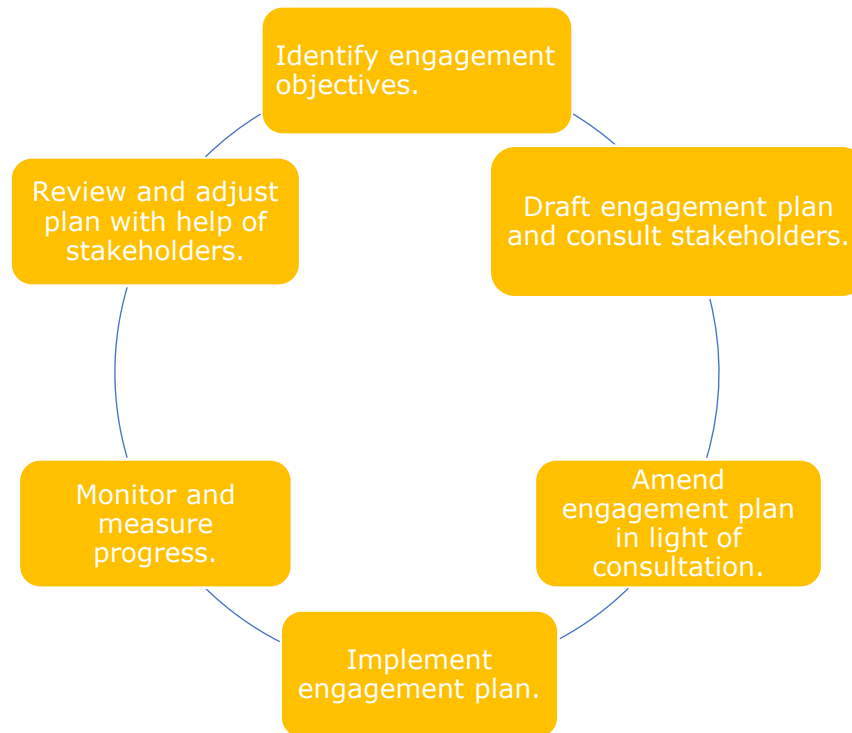 Identify engagement
objectives.
Draft engagement plan
and consult stakeholders.
Amend
engagement plan
in light of
consultation.
Implement
engagement plan.
Monitor and
measure
progress.
Review and adjust
plan with help of
stakeholders.